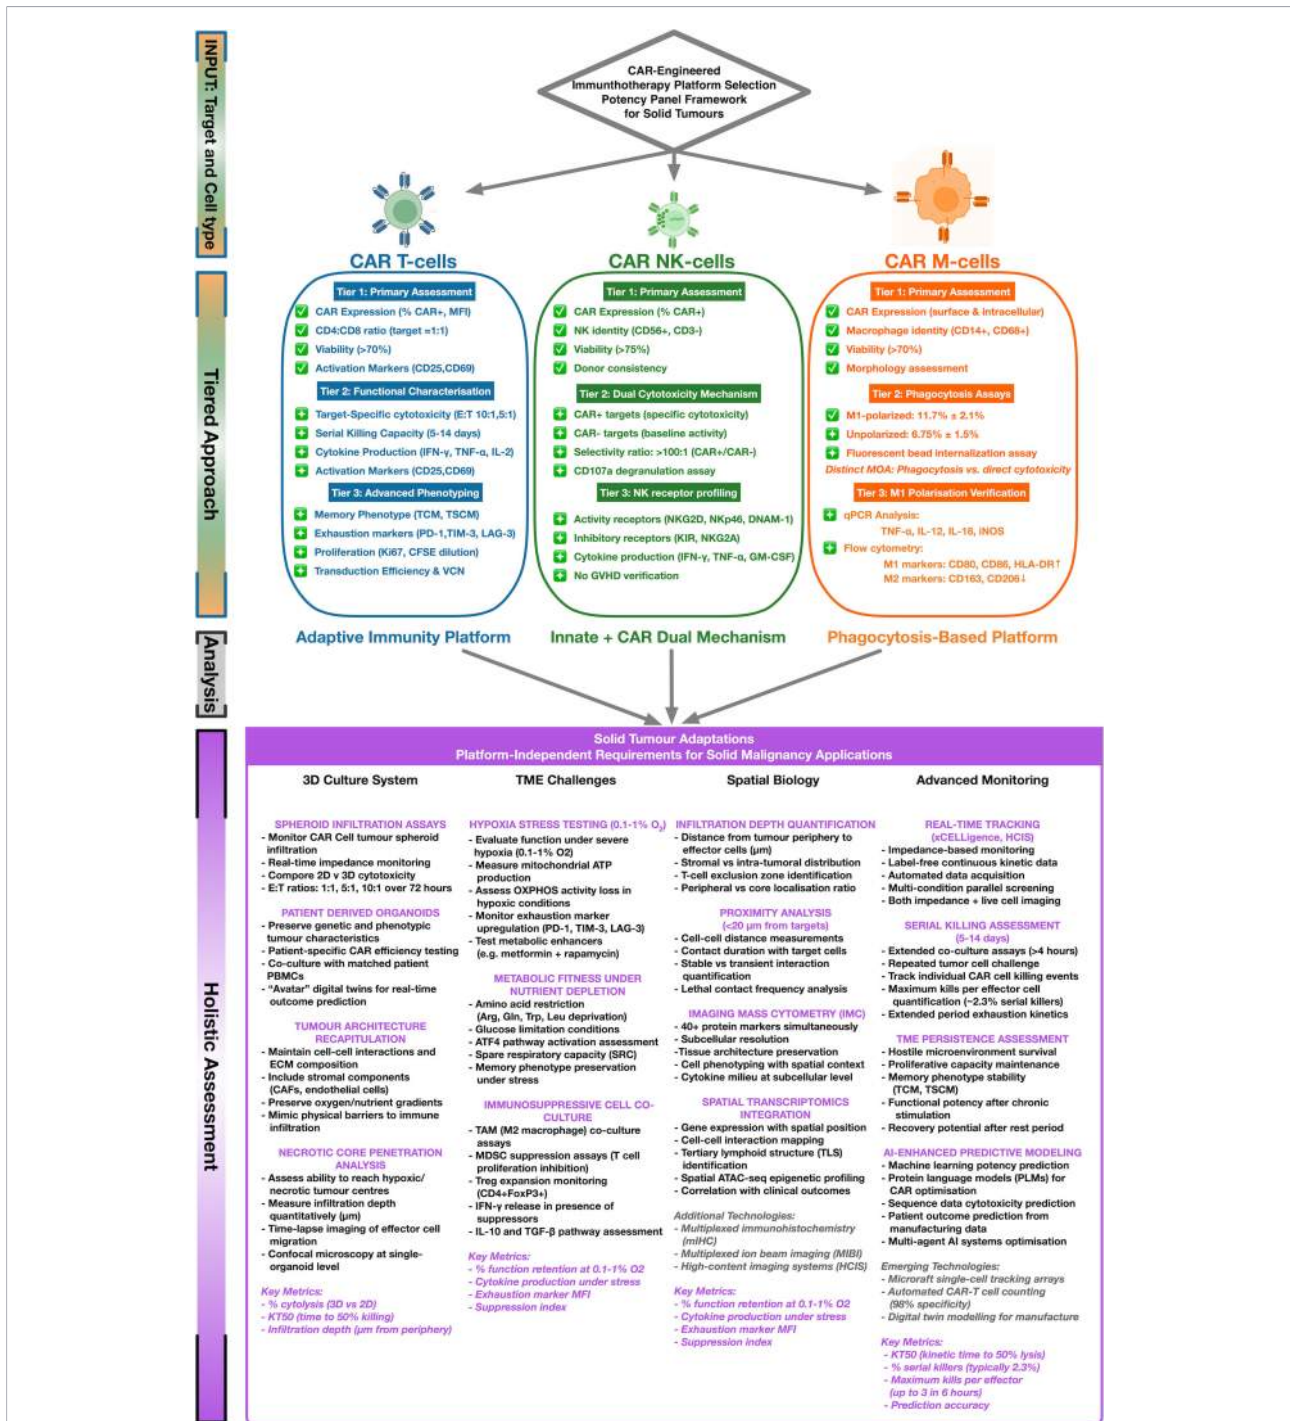 INPUT: Target and Cell type
CAR-Engineered
Immunthotherapy Platform Selection
Potency Panel Framework
for Solid Tumours
Tiered Approach
CAR T-cells
Tier 1: Primary Assessment
CAR Expression (% CAR+, MFI)
CD4:CD8 ratio (target =1:1)
Viability (>70%)
Activation Markers (CD25,CD69)
Tier 2: Functional Characterisation
Target-Specific cytotoxicity (E:T 10:1,5:1)
Serial Killing Capacity (5-14 days)
Cytokine Production (IFN-γ, TNF-α, IL-2)
Activation Markers (CD25,CD69)
Tier 3: Advanced Phenotyping
Memory Phenotype (TCM, TSCM)
Exhaustion markers (PD-1,TIM-3, LAG-3)
Proliferation (Ki67, CFSE dilution)
Transduction Efficiency & VCN
Adaptive Immunity Platform
CAR NK-cells
Tier 1: Primary Assessment
CAR Expression (% CAR+)
NK identity (CD56+, CD3-)
Viability (>75%)
Donor consistency
Tier 2: Dual Cytotoxicity Mechanism
CAR+ targets (specific cytotoxicity)
CAR- targets (baseline activity)
Selectivity ratio: >100:1 (CAR+/CAR-)
CD107a degranulation assay
Tier 3: NK receptor profiling
Activity receptors (NKG2D, NKp46, DNAM-1)
Inhibitory receptors (KIR, NKG2A)
Cytokine production (IFN-γ, TNF-α, GM-CSF)
No GVHD verification
Innate + CAR Dual Mechanism
CAR M-cells
Tier 1: Primary Assessment
CAR Expression (surface & intracellular)
Macrophage identity (CD14+, CD68+)
Viability (>70%)
Morphology assessment
Tier 2: Phagocytosis Assays
M1-polarized: 11.7% ± 2.1%
Unpolarized: 6.75% ± 1.5%
Fluorescent bead internalization assay
Distinct MOA: Phagocytosis vs. direct cytotoxicity
Tier 3: M1 Polarisation Verification
qPCR Analysis:
TNF-α, IL-12, IL-16, iNOS
Flow cytometry:
M1 markers: CD80, CD86, HLA-DR↑
M2 markers: CD163, CD206↓
Phagocytosis-Based Platform
Analysis
Holistic Assessment
Solid Tumour Adaptations
Platform-Independent Requirements for Solid Malignancy Applications
3D Culture System
SPHEROID INFILTRATION ASSAYS
- Monitor CAR Cell tumour spheroid
infiltration
- Real-time impedance monitoring
- Compore 2D v 3D cytotoxicity
- E:T ratios: 1:1, 5:1, 10:1 over 72 hours
PATIENT DERIVED ORGANOIDS
- Preserve genetic and phenotypic
tumour characteristics
- Patient-specific CAR efficiency testing
- Co-culture with matched patient
PBMCs
- “Avatar” digital twins for real-time
outcome prediction
TUMOUR ARCHITECTURE
RECAPITULATION
- Maintain cell-cell interactions and
ECM composition
- Include stromal components
(CAFs, endothelial cells)
- Preserve oxygen/nutrient gradients
- Mimic physical barriers to immune
infiltration
NECROTIC CORE PENETRATION
ANALYSIS
- Assess ability to reach hypoxic/
necrotic tumour centres
- Measure infiltration depth
quantitatively (µm)
- Time-lapse imaging of effector cell
migration
- Confocal microscopy at single-
organoid level
Key Metrics:
- % cytolysis (3D vs 2D)
- KT50 (time to 50% killing)
- Infiltration depth (µm from periphery)
TME Challenges
HYPOXIA STRESS TESTING (0.1-1% O2)
- Evaluate function under severe
hypoxia (0.1-1% O2)
- Measure mitochondrial ATP
production
- Assess OXPHOS activity loss in
hypoxic conditions
- Monitor exhaustion marker
upregulation (PD-1, TIM-3, LAG-3)
- Test metabolic enhancers
(e.g. metformin + rapamycin)
METABOLIC FITNESS UNDER
NUTRIENT DEPLETION
- Amino acid restriction
(Arg, Gln, Trp, Leu deprivation)
- Glucose limitation conditions
- ATF4 pathway activation assessment
- Spare respiratory capacity (SRC)
- Memory phenotype preservation
under stress
IMMUNOSUPPRESSIVE CELL CO-
CULTURE
- TAM (M2 macrophage) co-culture
assays
- MDSC suppression assays (T cell
proliferation inhibition)
- Treg expansion monitoring
(CD4+FoxP3+)
- IFN-γ release in presence of
suppressors
- IL-10 and TGF-β pathway assessment
Key Metrics:
- % function retention at 0.1-1% O2
- Cytokine production under stress
- Exhaustion marker MFI
- Suppression index
Spatial Biology
INFILTRATION DEPTH QUANTIFICATION
- Distance from tumour periphery to
effector cells (µm)
- Stromal vs intra-tumoral distribution
- T-cell exclusion zone identification
- Peripheral vs core localisation ratio
PROXIMITY ANALYSIS
(<20 µm from targets)
- Cell-cell distance measurements
- Contact duration with target cells
- Stable vs transient interaction
quantification
- Lethal contact frequency analysis
IMAGING MASS CYTOMETRY (IMC)
- 40+ protein markers simultaneously
- Subcellular resolution
-Tissue architecture preservation
- Cell phenotyping with spatial context
- Cytokine milieu at subcellular level
SPATIAL TRANSCRIPTOMICS
INTEGRATION
- Gene expression with spatial position
- Cell-cell interaction mapping
- Tertiary lymphoid structure (TLS)
identification
- Spatial ATAC-seq epigenetic profiling
- Correlation with clinical outcomes
Additional Technologies:
- Multiplexed immunohistochemistry
(mIHC)
- Multiplexed ion beam imaging (MIBI)
- High-content imaging systems (HCIS)
Key Metrics:
- % function retention at 0.1-1% O2
- Cytokine production under stress
- Exhaustion marker MFI
- Suppression index
Advanced Monitoring
REAL-TIME TRACKING
(xCELLigence, HCIS)
- Impedance-based monitoring
- Label-free continuous kinetic data
- Automated data acquisition
- Multi-condition parallel screening
- Both impedance + live cell imaging
SERIAL KILLING ASSESSMENT
(5-14 days)
- Extended co-culture assays (>4 hours)
- Repeated tumor cell challenge
- Track individual CAR cell killing events
- Maximum kills per effector cell
quantification (~2.3% serial killers)
- Extended period exhaustion kinetics
TME PERSISTENCE ASSESSMENT
- Hostile microenvironment survival
- Proliferative capacity maintenance
- Memory phenotype stability
(TCM, TSCM)
- Functional potency after chronic
stimulation
- Recovery potential after rest period
AI-ENHANCED PREDICTIVE MODELING
- Machine learning potency prediction
- Protein language models (PLMs) for
CAR optimisation
- Sequence data cytotoxicity prediction
- Patient outcome prediction from
manufacturing data
- Multi-agent AI systems optimisation
Emerging Technologies:
- Microraft single-cell tracking arrays
- Automated CAR-T cell counting
(98% specificity)
- Digital twin modelling for manufacture
Key Metrics:
- KT50 (kinetic time to 50% lysis)
- % serial killers (typically 2.3%)
- Maximum kills per effector
(up to 3 in 6 hours)
- Prediction accuracy